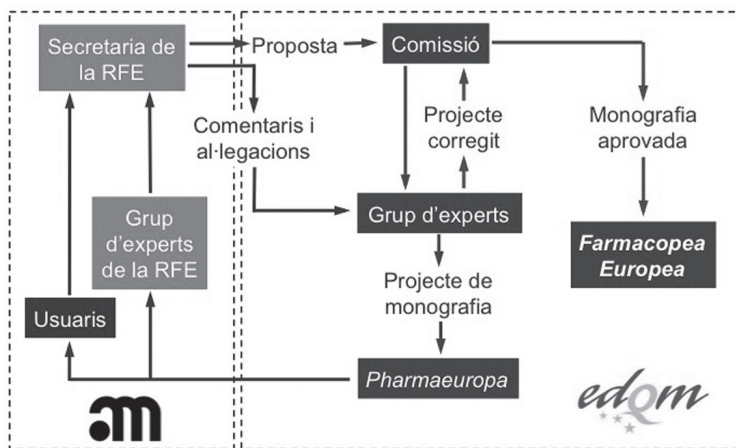 Secretaria de
la RFE
Proposta
Comissió
Comentaris i
al·legacions
Projecte
corregit
Monografia
aprovada
Grup
d'experts
de la RFE
Grup d'experts
Farmacopea
Europea
Usuaris
Projecte de
monografia
Pharmaeuropa
am
edQm